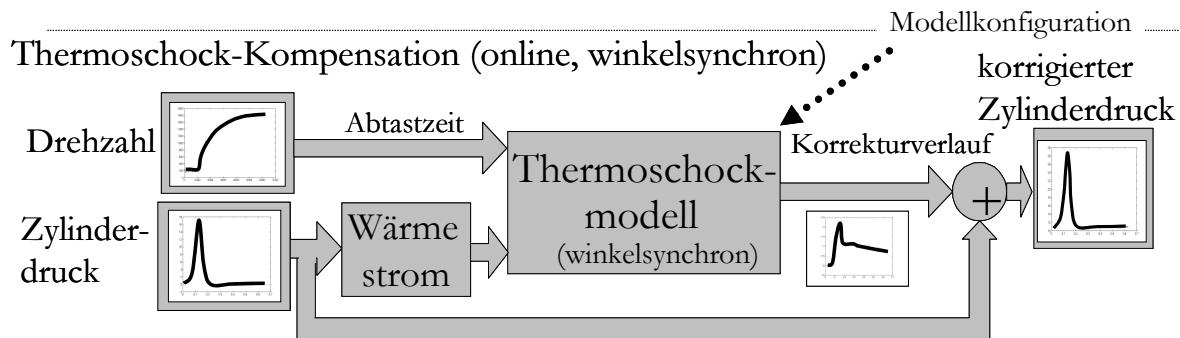 Modellkonfiguration
Thermoschock-Kompensation (online, winkelsynchron)
korrigierter
Zylinderdruck
Drehzahl
Abtastzeit
Thermoschock-
modell
(winkelsynchron)
Korrekturverlauf
+
Zylinder-
druck
Wärme
strom